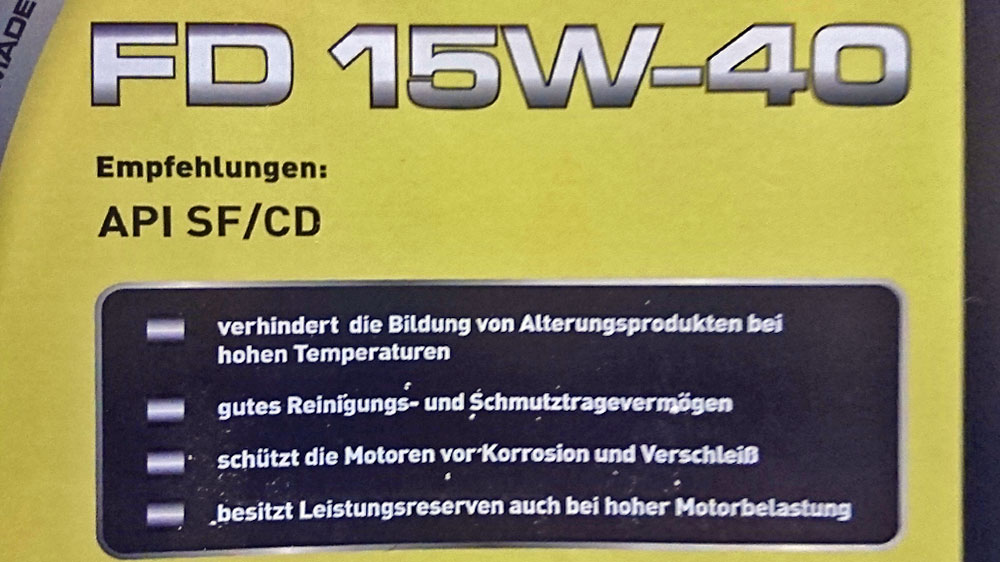 MADE
FD 15W-40
Empfehlungen:
API SF/CD
verhindert die Bildung von Alterungsprodukten bei
hohen Temperaturen
gutes Reinigungs- und Schmutztragevermögen
schützt die Motoren vor Korrosion und Verschleiß
besitzt Leistungsreserven auch bei hoher Motorbelastung